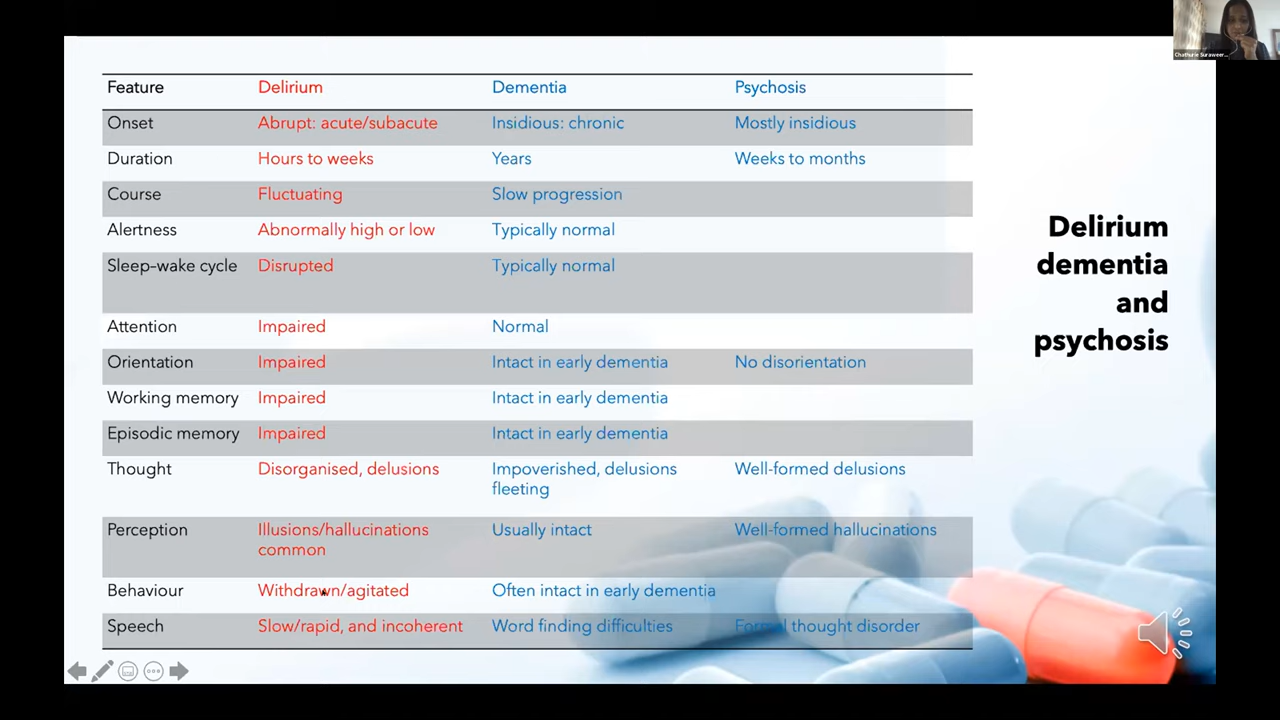 Chathurie Suraweer...
Feature Delirium Dementia Psychosis
Onset Abrupt: acute/subacute Insidious: chronic Mostly insidious
Duration Hours to weeks Years Weeks to months
Course Fluctuating Slow progression
Alertness Abnormally high or low Typically normal
Sleep–wake cycle Disrupted Typically normal
Attention Impaired Normal
Orientation Impaired Intact in early dementia No disorientation
Working memory Impaired Intact in early dementia
Episodic memory Impaired Intact in early dementia
Thought Disorganised, delusions Impoverished, delusions Well-formed delusions
fleeting
Perception Illusions/hallucinations Usually intact Well-formed hallucinations
common
Behaviour Withdrawn/agitated Often intact in early dementia
Speech Slow/rapid, and incoherent Word finding difficulties Formal thought disorder
Delirium
dementia
and
psychosis